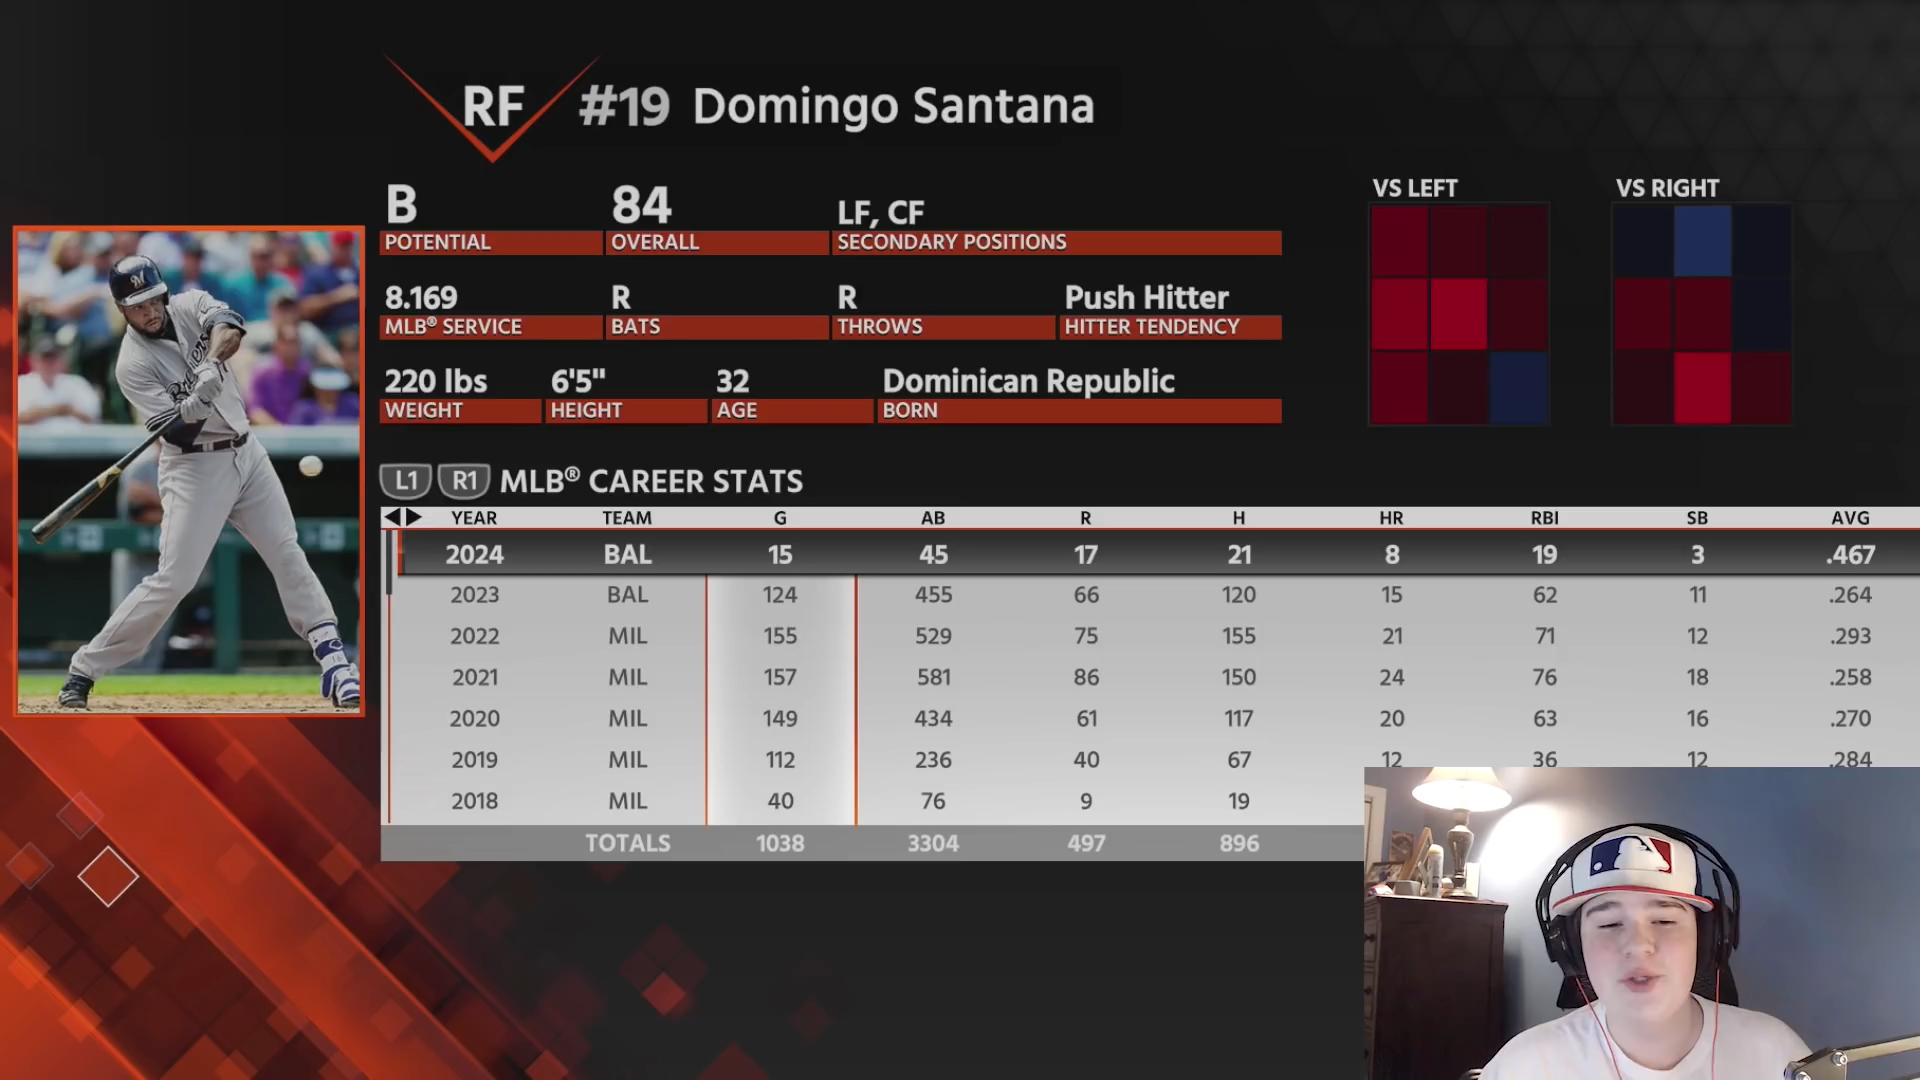 RF #19 Domingo Santana
B 84 LF, CF
POTENTIAL OVERALL SECONDARY POSITIONS
8.169 R R Push Hitter
MLB® SERVICE BATS THROWS HITTER TENDENCY
220 lbs 6'5" 32 Dominican Republic
WEIGHT HEIGHT AGE BORN
VS LEFT VS RIGHT
L1 R1 MLB® CAREER STATS
YEAR TEAM G AB R H HR RBI SB AVG
2024 BAL 15 45 17 21 8 19 3 .467
2023 BAL 124 455 66 120 15 62 11 .264
2022 MIL 155 529 75 155 21 71 12 .293
2021 MIL 157 581 86 150 24 76 18 .258
2020 MIL 149 434 61 117 20 63 16 .270
2019 MIL 112 236 40 67 12 36 12 .284
2018 MIL 40 76 9 19
TOTALS 1038 3304 497 896